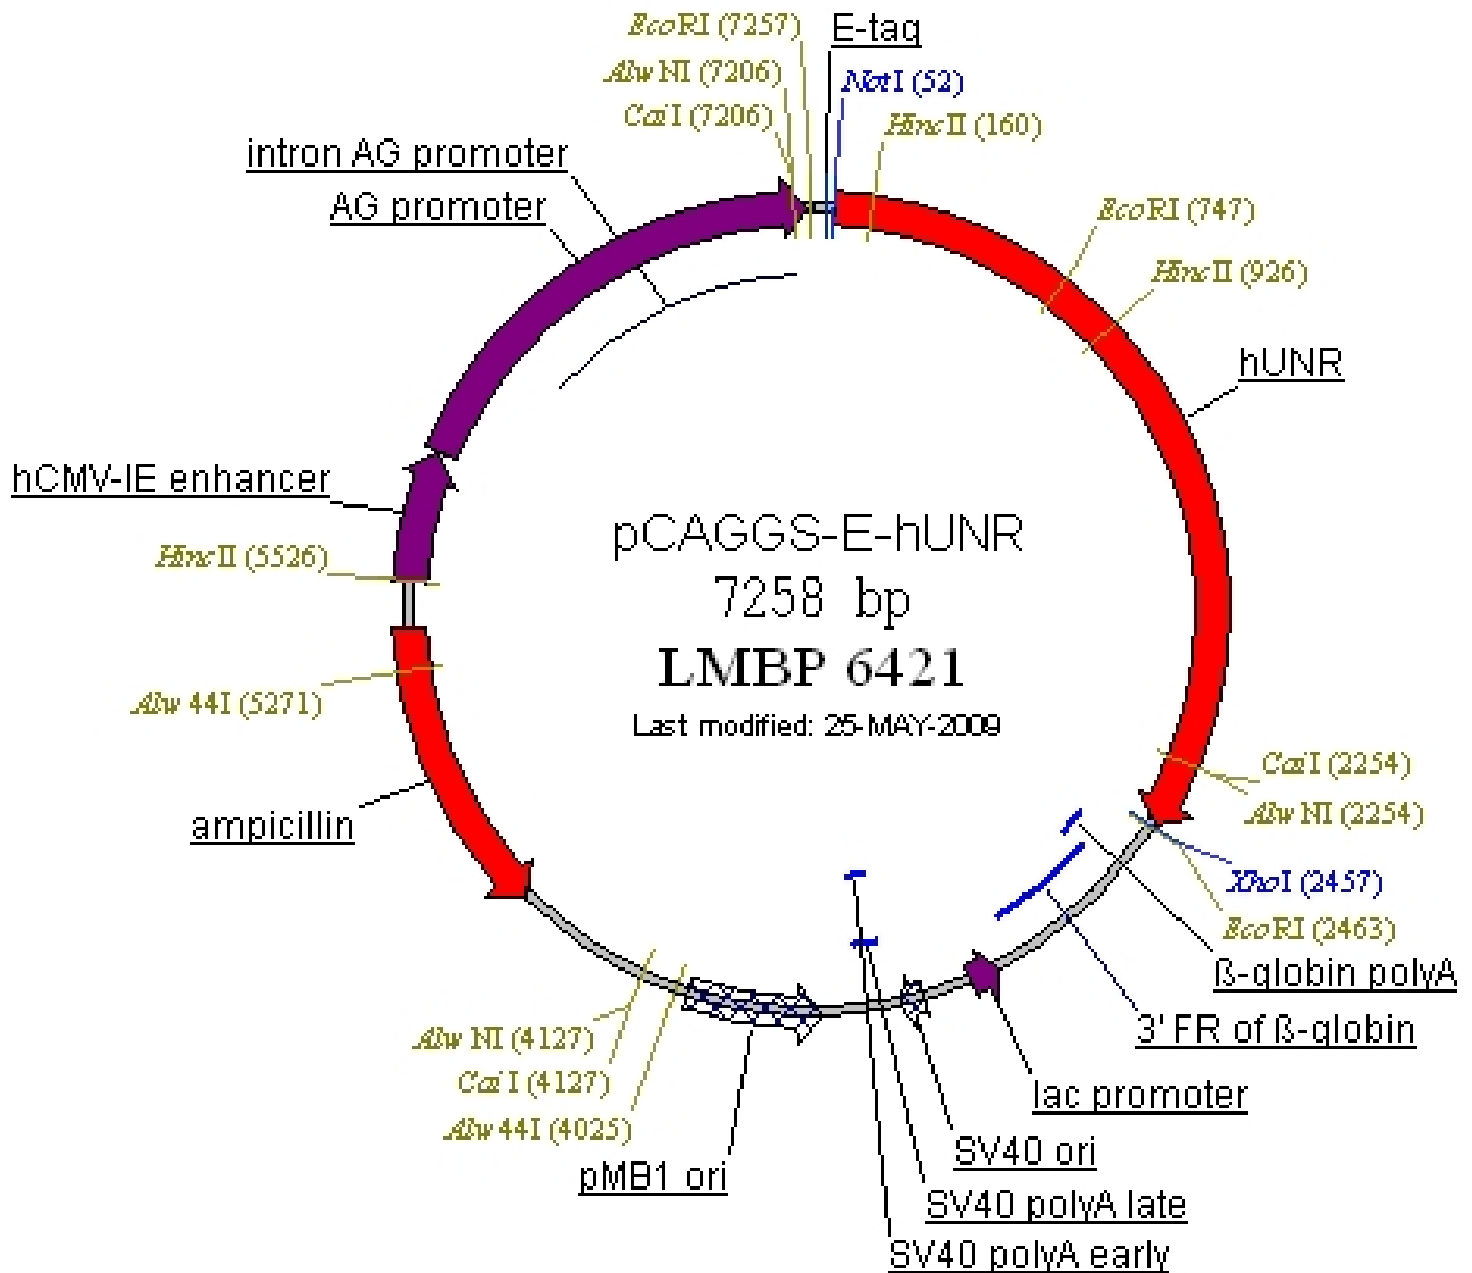 EcoRI (7257)
E-tag
AlwNI (7206)
NotI (52)
CaiI (7206)
HincII (160)
intron AG promoter
AG promoter
EcoRI (747)
HincII (926)
hUNR
hCMV-IE enhancer
pCAGGS-E-hUNR
HincII (5526)
7258 bp
LMBP 6421
Alw44I (5271)
Last modified: 25-MAY-2009
CaiI (2254)
AlwNI (2254)
ampicillin
XhoI (2457)
EcoRI (2463)
ß-globin polyA
3' FR of ß-globin
AlwNI (4127)
CaiI (4127)
lac promoter
Alw44I (4025)
SV40 ori
pMB1 ori
SV40 polyA late
SV40 polyA early